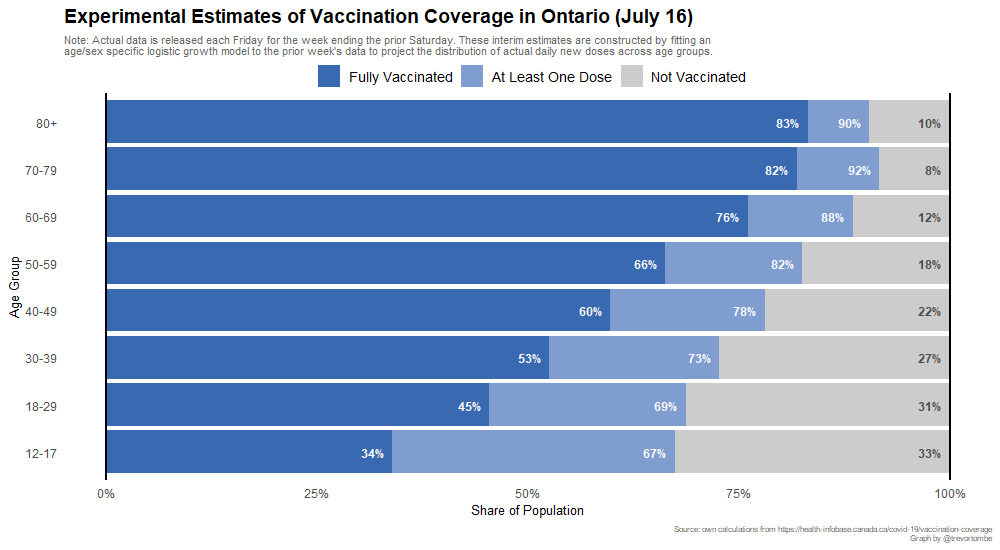 Experimental Estimates of Vaccination Coverage in Ontario (July 16)
Note: Actual data is released each Friday for the week ending the prior Saturday. These interim estimates are constructed by fitting an
age/sex specific logistic growth model to the prior week's data to project the distribution of actual daily new doses across age groups.
Fully Vaccinated At Least One Dose Not Vaccinated
80+ 83% 90% 10%
70-79 82% 92% 8%
60-69 76% 88% 12%
50-59 66% 82% 18%
Age Group
40-49 60% 78% 22%
30-39 53% 73% 27%
18-29 45% 69% 31%
12-17 34% 67% 33%
0% 25% 50% 75% 100%
Share of Population
Source: own calculations from https://health-infobase.canada.ca/covid-19/vaccination-coverage
Graph by @trevortombe